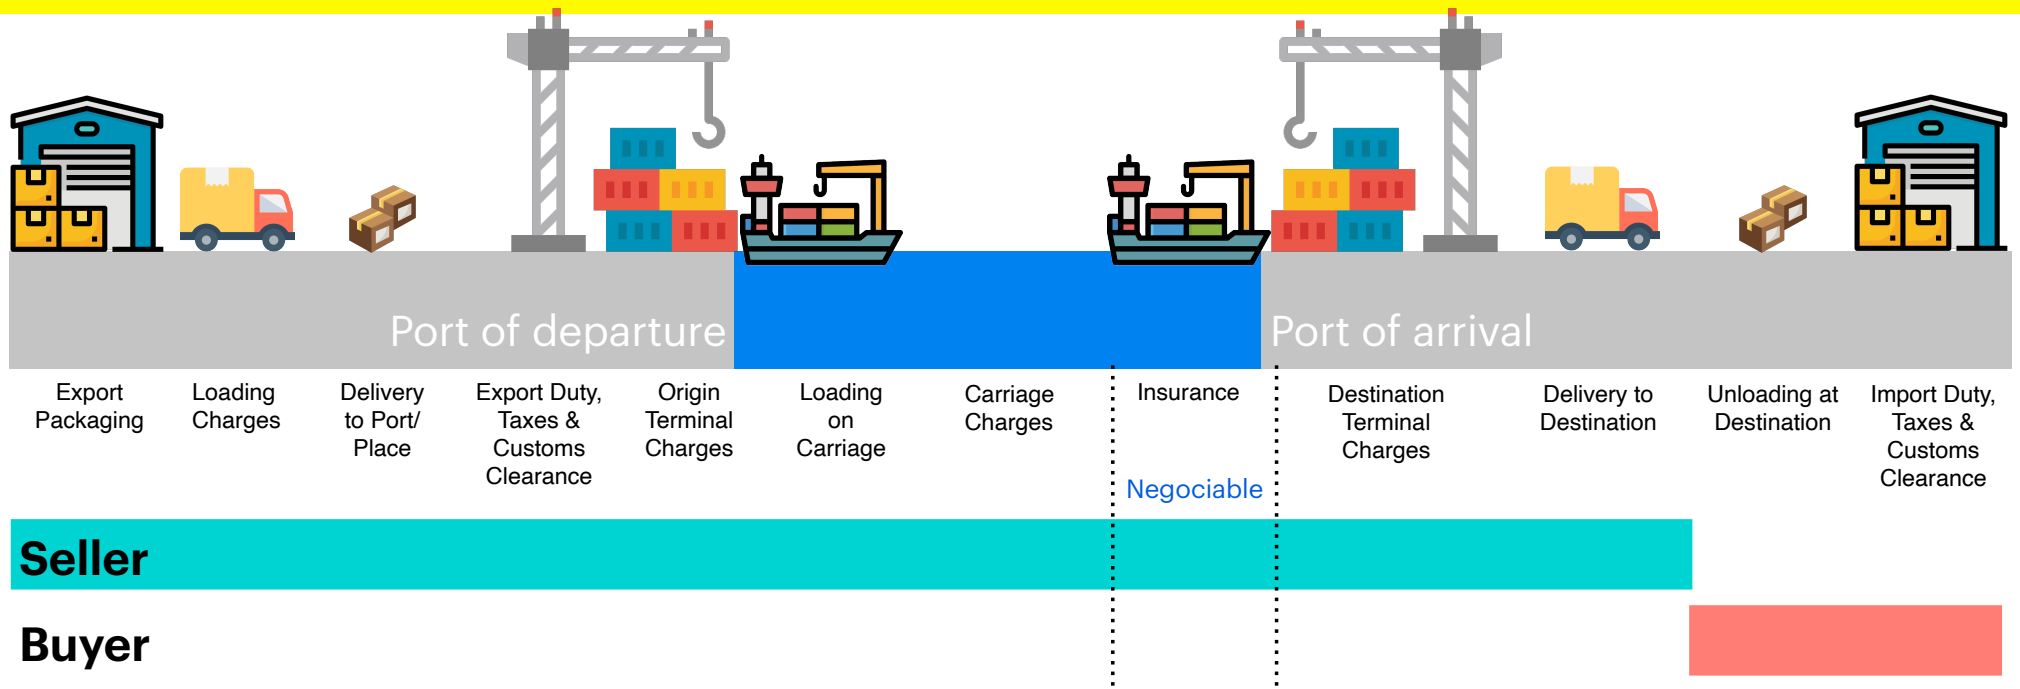 Port of departure
Port of arrival
Export
Packaging
Loading
Charges
Delivery
to Port/
Place
Export Duty,
Taxes &
Customs
Clearance
Origin
Terminal
Charges
Loading
on
Carriage
Carriage
Charges
Insurance
Negociable
Destination
Terminal
Charges
Delivery to
Destination
Unloading at
Destination
Import Duty,
Taxes &
Customs
Clearance
Seller
Buyer